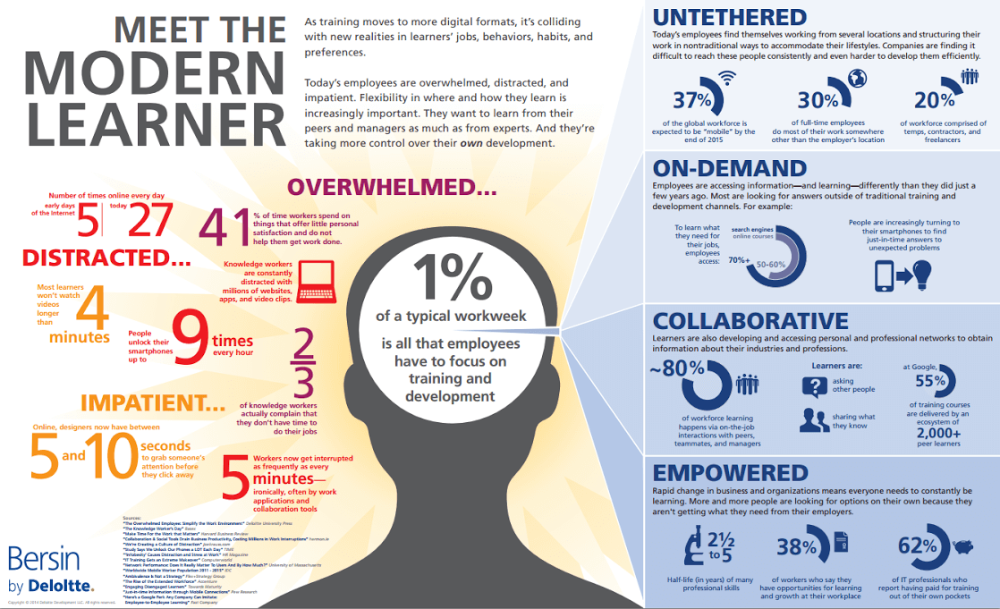 MEET THE
MODERN
LEARNER
As training moves to more digital formats, it's colliding
with new realities in learners' jobs, behaviors, habits, and
preferences.
Today's employees are overwhelmed, distracted, and
impatient. Flexibility in where and how they learn is
increasingly important. They want to learn from their
peers and managers as much as from experts. And they're
taking more control over their own development.
OVERWHELMED...
41
% of time workers spend on
things that offer little personal
satisfaction and do not
help them get work done.
Number of times online every day
early days
of the Internet
5
today
27
DISTRACTED...
Knowledge workers
are constantly
distracted with
millions of websites,
apps, and video clips.
Most learners
won't watch
videos
longer
than
4
minutes
People
unlock their
smartphones
up to
9
times
every hour
2
3
of knowledge workers
actually complain that
they don't have time to
do their jobs
IMPATIENT...
Online, designers now have between
5 and 10 seconds
to grab someone's
attention before
they click away
5
Workers now get interrupted
as frequently as every
minutes—
ironically, often by work
applications and
collaboration tools
1%
of a typical workweek
is all that employees
have to focus on
training and
development
Sources:
"The Overwhelmed Employee: Simplify the Work Environment" Deloitte University Press
"The Knowledge Worker's Day" Basex
"Make Time For the Work that Matters" Harvard Business Review
"Collaboration & Social Tools Drain Business Productivity, Costing Millions in Work Interruptions" harmon.ie
"We're Creating a Culture of Distraction"
"Study Says We Unlock Our Phones a LOT Each Day" TIME
"'Infobesity' Causes Distraction and Stress at Work" HR Magazine
"IT Training Gets an Extreme Makeover" Computerworld
"Network Performance: Does It Really Matter To Users And By How Much?" University of Massachusetts
"Worldwide Mobile Worker Population 2011 - 2015" IDC
"Ambivalence Is Not a Strategy" Flex+Strategy Group
"The Rise of the Extended Workforce" Accenture
"Engaging Disengaged Learners" Towards Maturity
"Just-in-time Information through Mobile Connections" Pew Research
"Here's a Google Perk Any Company Can Imitate:
Employee-to-Employee Learning" Fast Company
Bersin
by Deloitte.
Copyright © 2014 Deloitte Development LLC. All rights reserved.
UNTETHERED
Today's employees find themselves working from several locations and structuring their
work in nontraditional ways to accommodate their lifestyles. Companies are finding it
difficult to reach these people consistently and even harder to develop them efficiently.
37%
of the global workforce is
expected to be "mobile" by the
end of 2015
30%
of full-time employees
do most of their work somewhere
other than the employer's location
20%
of workforce comprised of
temps, contractors, and
freelancers
ON-DEMAND
Employees are accessing information—and learning—differently than they did just a
few years ago. Most are looking for answers outside of traditional training and
development channels. For example:
To learn what
they need for
their jobs,
employees
access:
search engines
online courses
70%+
50-60%
People are increasingly turning to
their smartphones to find
just-in-time answers to
unexpected problems
COLLABORATIVE
Learners are also developing and accessing personal and professional networks to obtain
information about their industries and professions.
~80%
of workforce learning
happens via on-the-job
interactions with peers,
teammates, and managers
Learners are:
?
asking
other people
sharing what
they know
at Google,
55%
of training courses
are delivered by an
ecosystem of
2,000+
peer learners
EMPOWERED
Rapid change in business and organizations means everyone needs to constantly be
learning. More and more people are looking for options on their own because they
aren't getting what they need from their employers.
2½
to 5
Half-life (in years) of many
professional skills
38%
of workers who say they
have opportunities for learning
and growth at their workplace
62%
of IT professionals who
report having paid for training
out of their own pockets